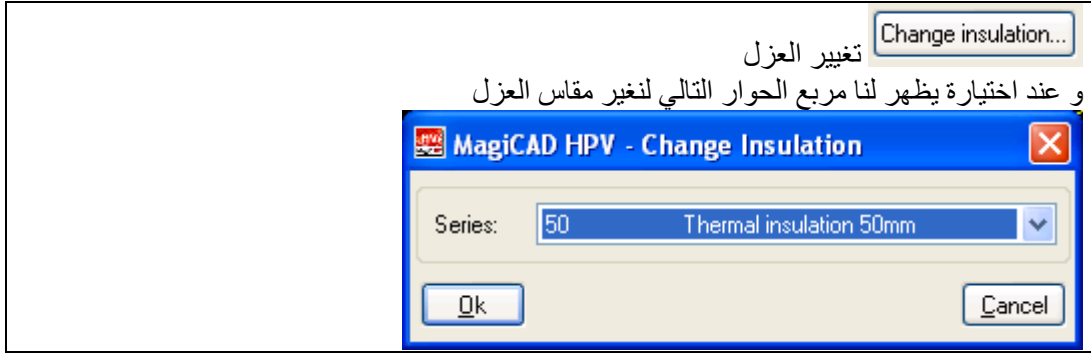 Change insulation...
تغيير العزل
و عند اختيارة يظهر لنا مربع الحوار التالي لنغير مقاس العزل
MagiCAD HPV - Change Insulation
Series: 50 Thermal insulation 50mm
Ok Cancel